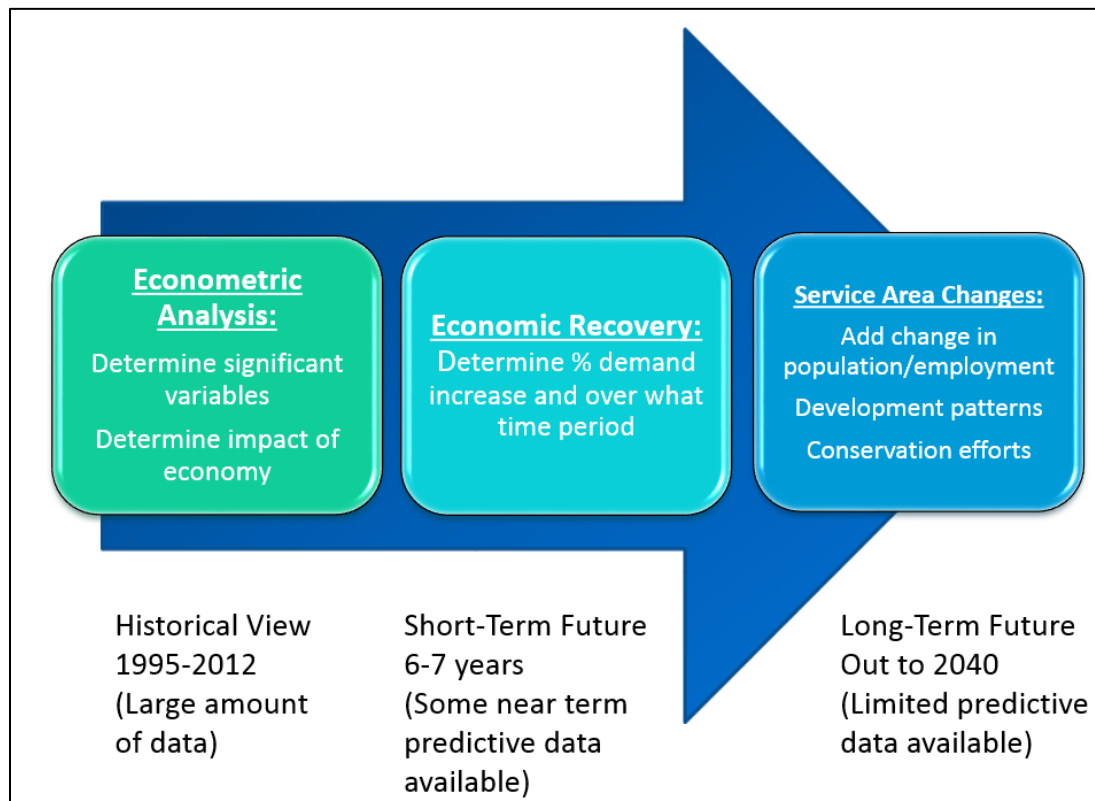 Econometric
Analysis:
Determine significant
variables
Determine impact of
economy
Economic Recovery:
Determine % demand
increase and over what
time period
Service Area Changes:
Add change in
population/employment
Development patterns
Conservation efforts
Historical View
1995-2012
(Large amount
of data)
Short-Term Future
6-7 years
(Some near term
predictive data
available)
Long-Term Future
Out to 2040
(Limited predictive
data available)